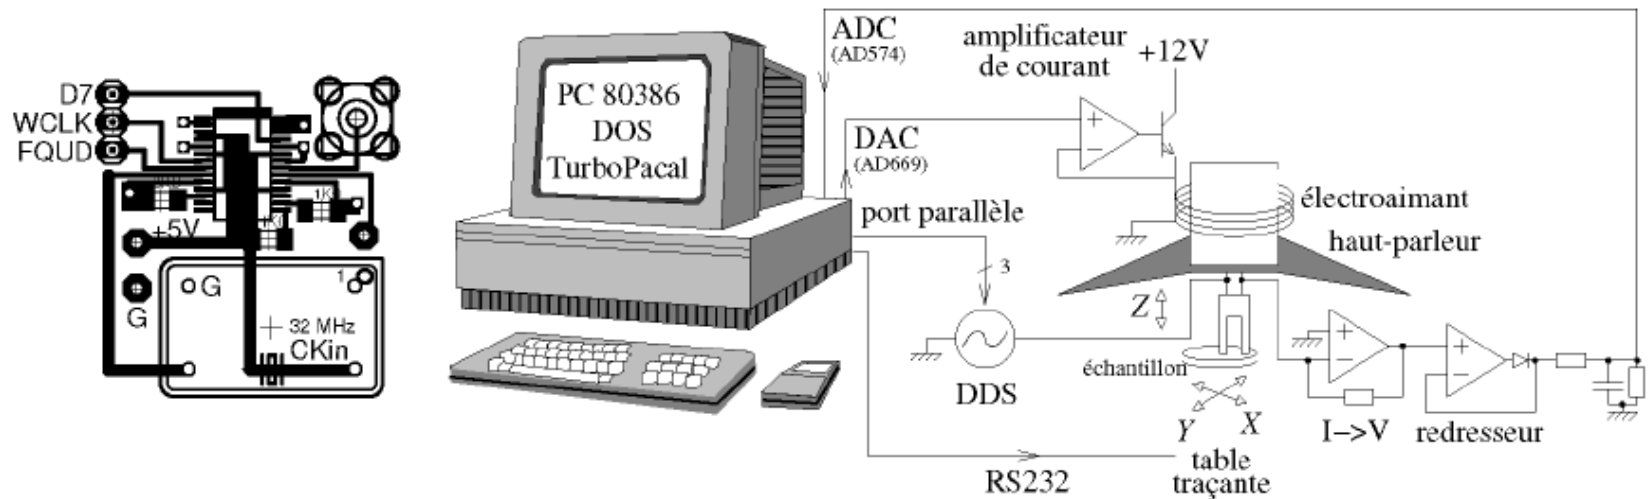 D7
WCLK
FQUD
1K
+5V
G
G
1
32 MHz
CKin
PC 80386
DOS
TurboPacal
ADC
(AD574)
DAC
(AD669)
port parallèle
3
amplificateur
de courant
+12V
+
−
électroaimant
haut-parleur
Z
échantillon
DDS
Y
X
+
−
+
−
I−>V
redresseur
RS232
table
traçante